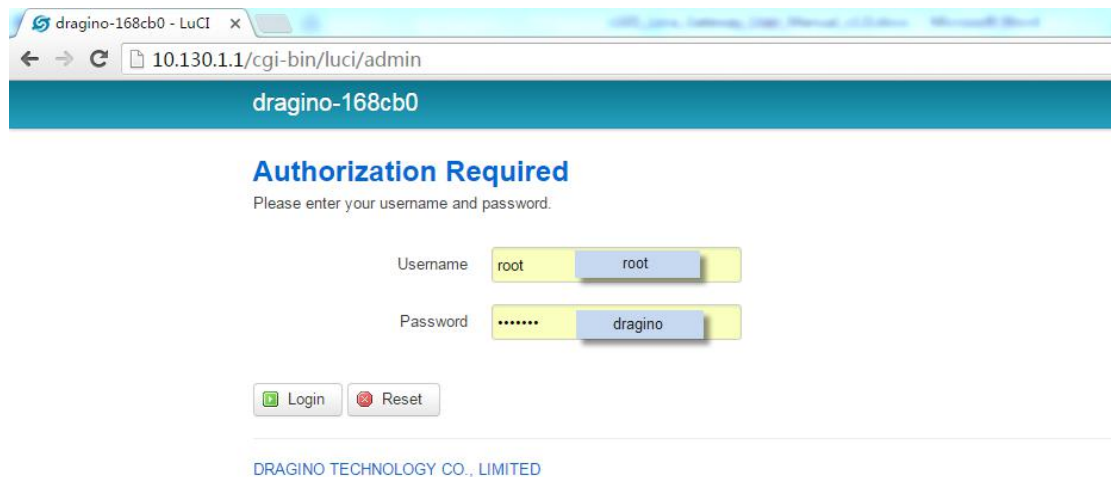 dragino-168cb0 - LuCI
10.130.1.1/cgi-bin/luci/admin
dragino-168cb0
Authorization Required
Please enter your username and password.
Username root root
Password ••••••• dragino
Login Reset
DRAGINO TECHNOLOGY CO., LIMITED